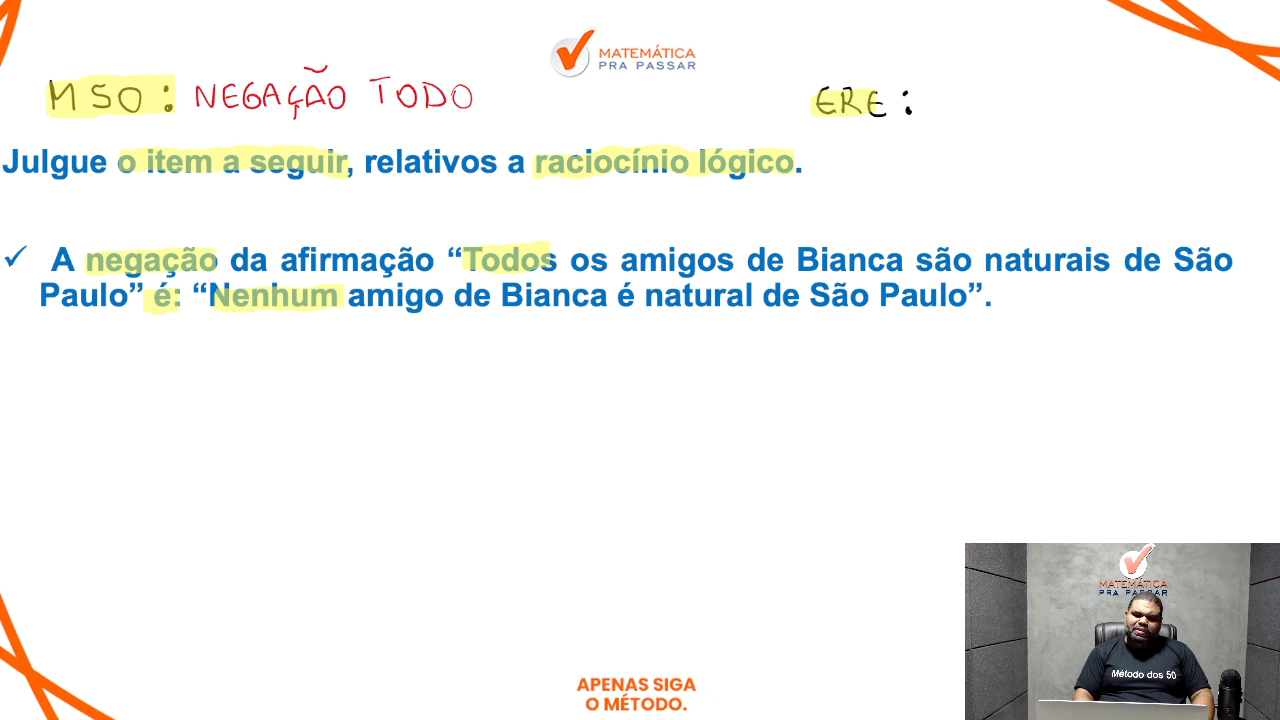 MATEMÁTICA
PRA PASSAR
MSO: NEGAÇÃO TODO
ERE:
Julgue o item a seguir, relativos a raciocínio lógico.
✓ A negação da afirmação “Todos os amigos de Bianca são naturais de São
Paulo” é: “Nenhum amigo de Bianca é natural de São Paulo”.
MATEMÁTICA
PRA PASSAR
Método dos 50
APENAS SIGA
O MÉTODO.